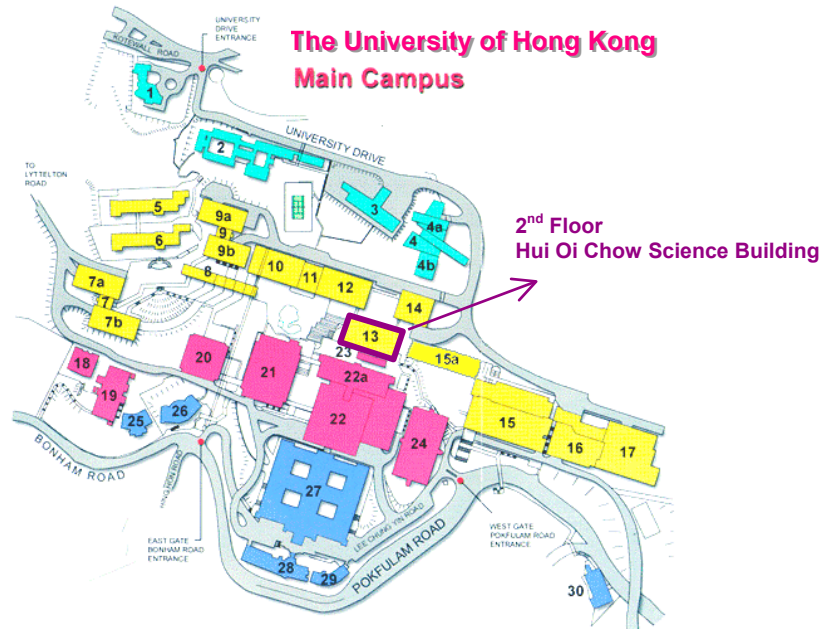 UNIVERSITY
DRIVE
ENTRANCE
KOTEWALL ROAD
The University of Hong Kong
Main Campus
1
UNIVERSITY DRIVE
2
TO
LYTTELTON
ROAD
3
5
9a
4a
4
2nd Floor
Hui Oi Chow Science Building
6
9
9b
4b
8
10
11
12
7a
7
7b
14
13
23
15a
20
21
22a
18
19
22
24
15
16
17
25
26
BONHAM ROAD
27
HING HON ROAD
LEE CHUNG YIN ROAD
POKFULAM ROAD
EAST GATE
BONHAM ROAD
ENTRANCE
WEST GATE
POKFULAM ROAD
ENTRANCE
28
29
30